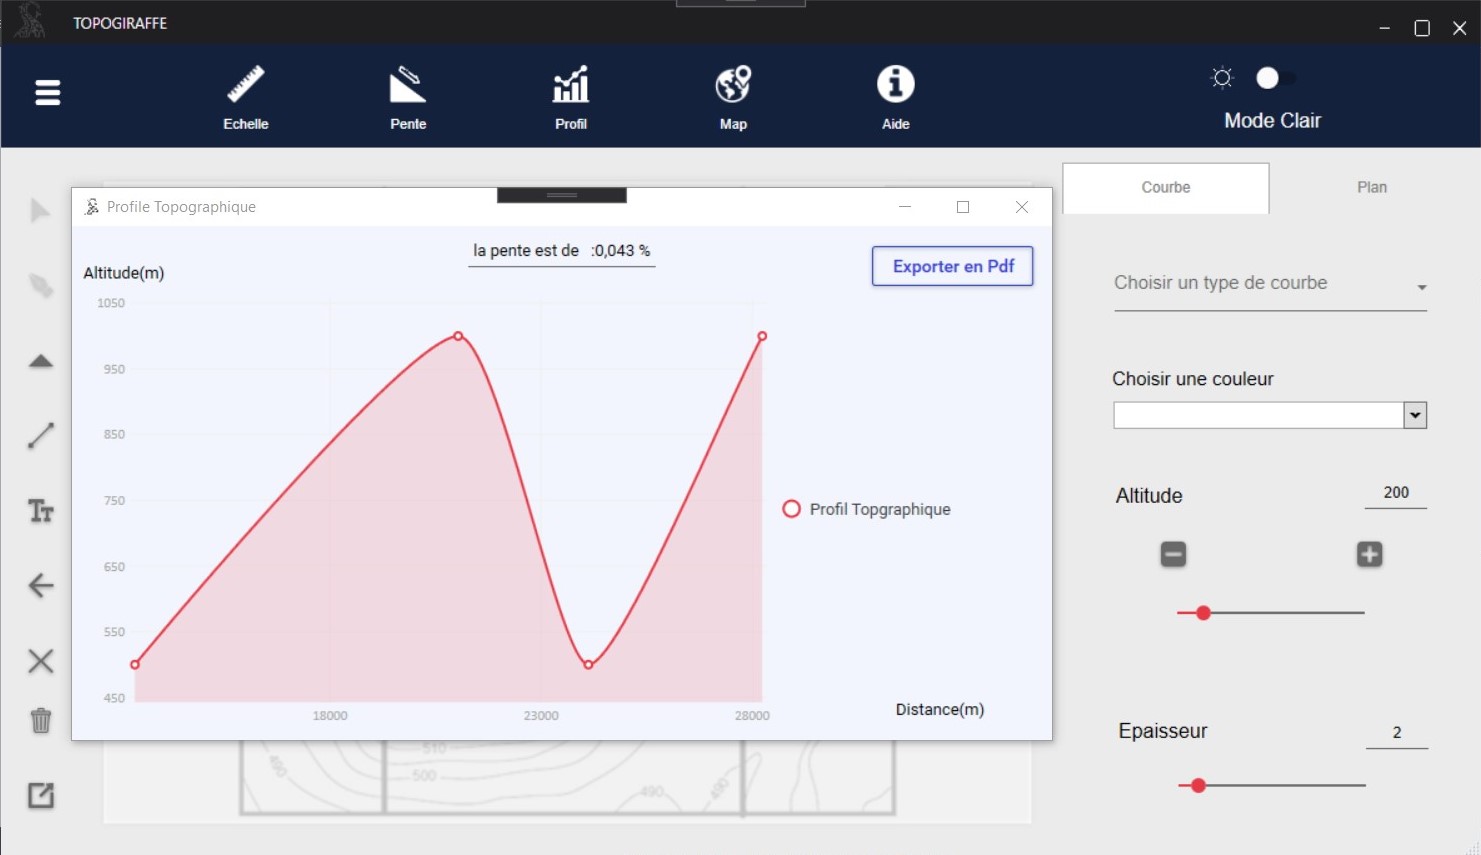 TOPOGIRAFFE
Echelle
Pente
Profil
Map
Aide
Mode Clair
Profile Topographique
la pente est de :0,043 %
Exporter en Pdf
Altitude(m)
1050
950
850
750
650
550
450
18000
23000
28000
Distance(m)
Profil Topgraphique
510
500
490
490
490
Courbe
Plan
Choisir un type de courbe
Choisir une couleur
Altitude
200
Epaisseur
2